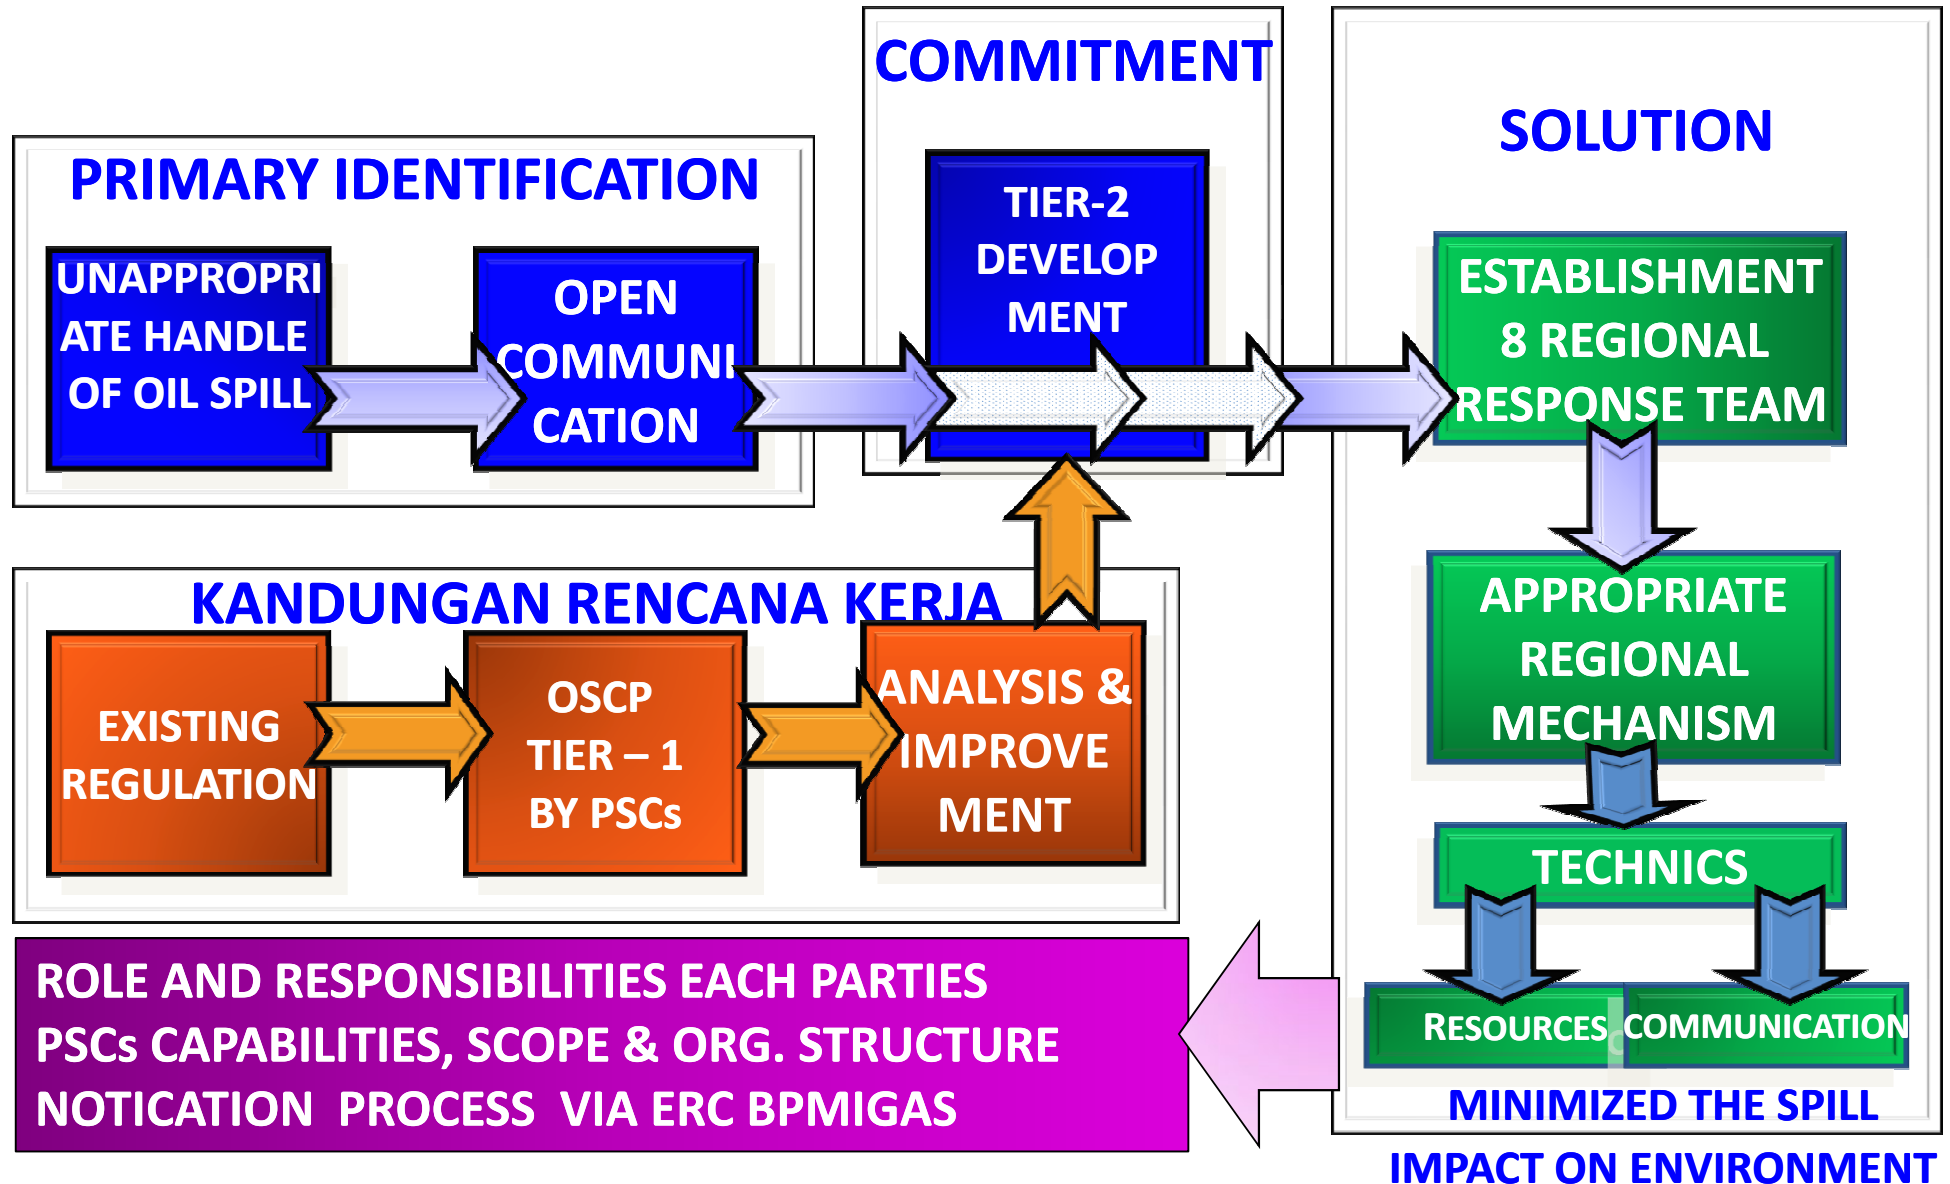 PRIMARY IDENTIFICATION
UNAPPROPRI
ATE HANDLE
OF OIL SPILL
OPEN
COMMUNI
CATION
COMMITMENT
TIER-2
DEVELOP
MENT
KANDUNGAN RENCANA KERJA
EXISTING
REGULATION
OSCP
TIER – 1
BY PSCs
ANALYSIS &
IMPROVE
MENT
SOLUTION
ESTABLISHMENT
8 REGIONAL
RESPONSE TEAM
APPROPRIATE
REGIONAL
MECHANISM
TECHNICS
RESOURCES
COMMUNICATION
MINIMIZED THE SPILL
IMPACT ON ENVIRONMENT
ROLE AND RESPONSIBILITIES EACH PARTIES
PSCs CAPABILITIES, SCOPE & ORG. STRUCTURE
NOTICATION PROCESS VIA ERC BPMIGAS